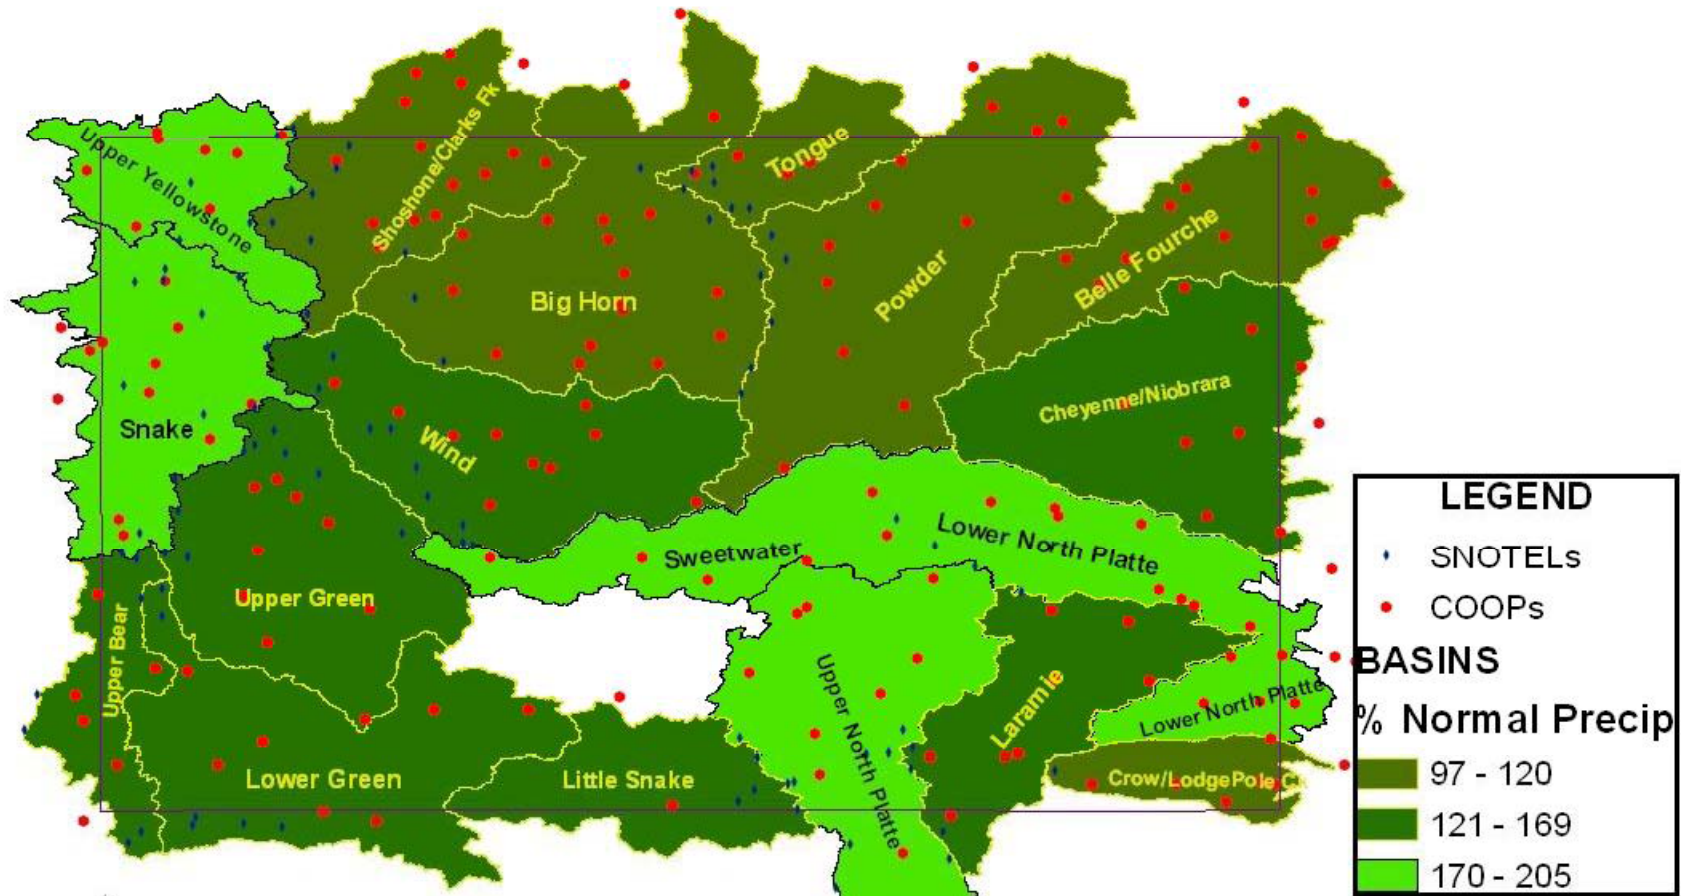 Upper Yellowstone
Shoshone/Clarks Fk
Tongue
Big Horn
Powder
Belle Fourche
Snake
Wind
Cheyenne/Niobrara
Sweetwater
Lower North Platte
Upper Green
Upper Bear
Upper North Platte
Laramie
Lower North Platte
Lower Green
Little Snake
Crow/LodgePole C
LEGEND
SNOTELs
COOPs
BASINS
% Normal Precip
97 - 120
121 - 169
170 - 205